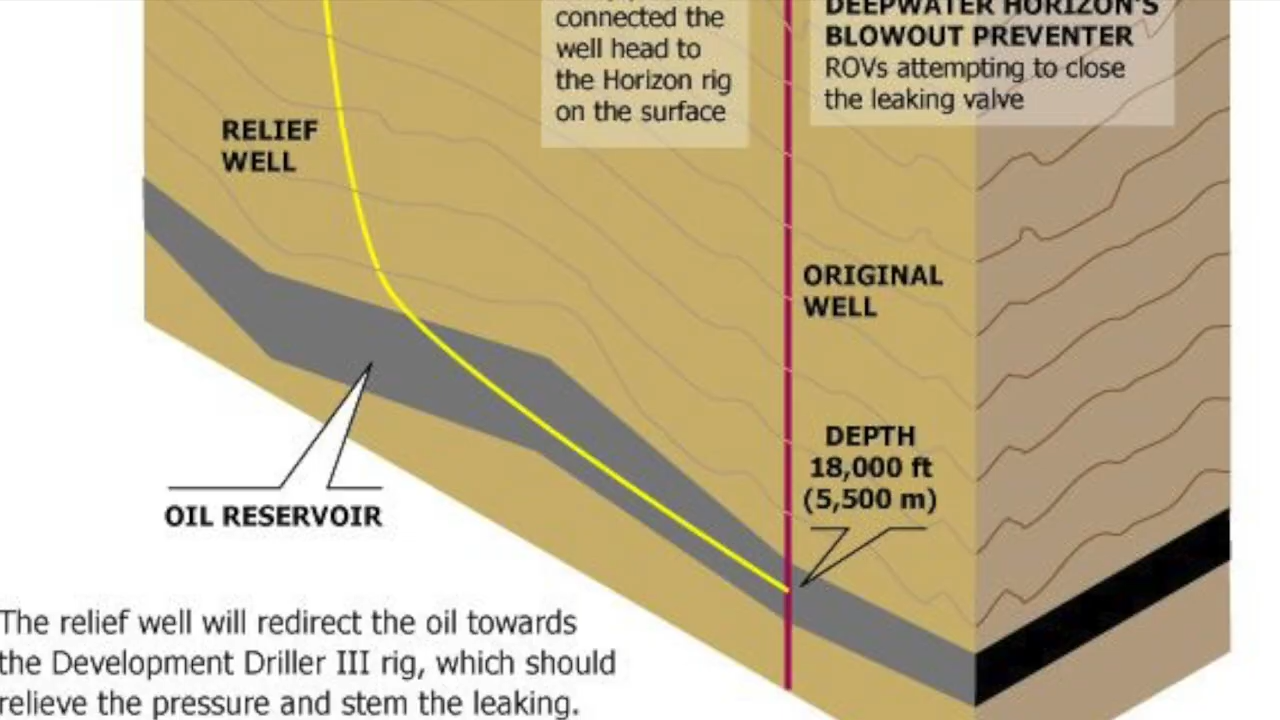 connected the
well head to
the Horizon rig
on the surface
DEEPWATER HORIZON'S
BLOWOUT PREVENTER
ROVs attempting to close
the leaking valve
RELIEF
WELL
ORIGINAL
WELL
DEPTH
18,000 ft
(5,500 m)
OIL RESERVOIR
The relief well will redirect the oil towards
the Development Driller III rig, which should
relieve the pressure and stem the leaking.